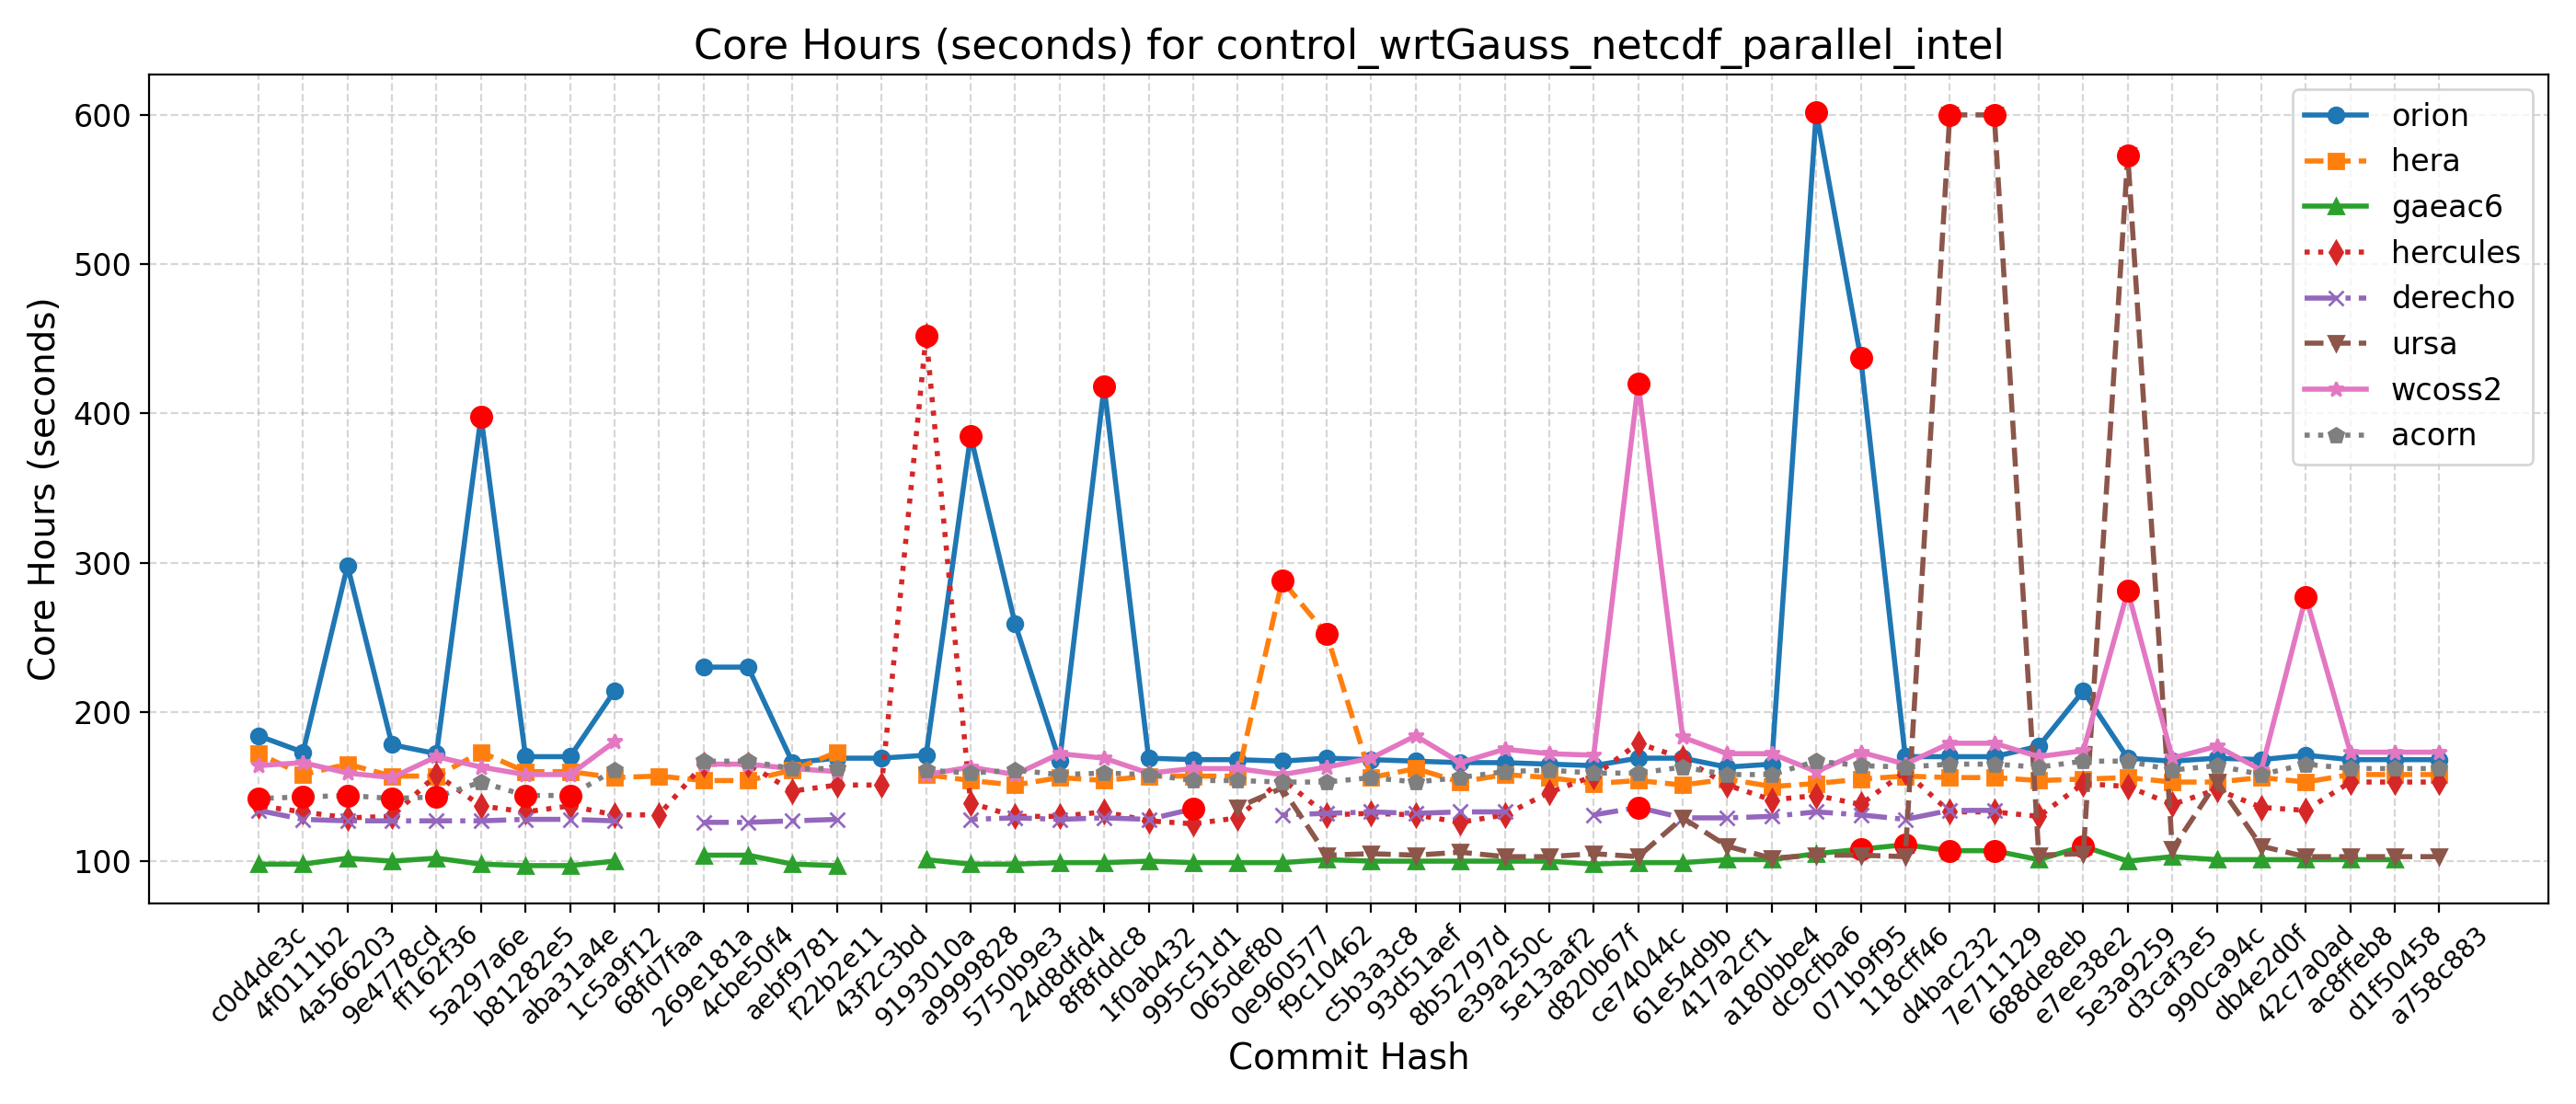 Core Hours (seconds) for control_wrtGauss_netcdf_parallel_intel
Core Hours (seconds)
600
500
400
300
200
100
orion
hera
gaeac6
hercules
derecho
ursa
wcoss2
acorn
c0d4de3c
4f0111b2
4a566203
9e4778cd
ff162f36
5a297a6e
b81282e5
aba31a4e
1c5a9f12
68fd7faa
269e181a
4cbe50f4
aebf9781
f22b2e11
43f2c3bd
9193010a
a9999828
5750b9e3
24d8dfd4
8f8fddc8
1f0ab432
995c51d1
065def80
0e960577
f9c10462
c5b3a3c8
93d51aef
8b52797d
e39a250c
5e13aaf2
d820b67f
ce74044c
61e54d9b
417a2cf1
a180bbe4
dc9cfba6
071b9f95
118cff46
d4bac232
7e711129
688de8eb
e7ee38e2
5e3a9259
d3caf3e5
990ca94c
db4e2d0f
42c7a0ad
ac8ffeb8
d1f50458
a758c883
Commit Hash